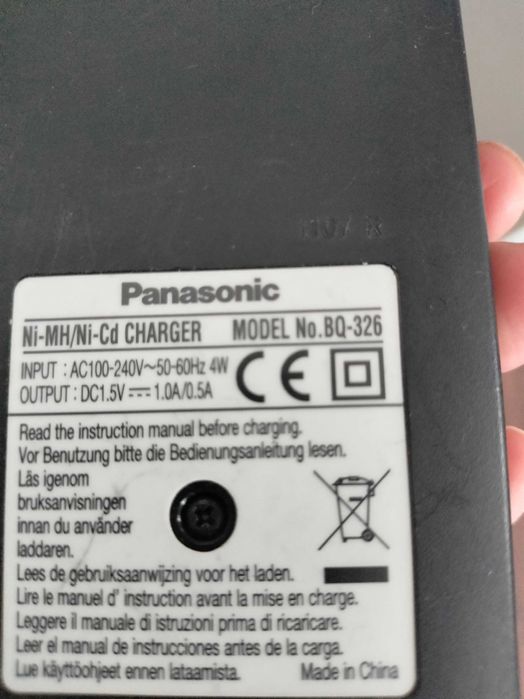 Panasonic
Ni-MH/Ni-Cd CHARGER MODEL No.BQ-326
INPUT : AC100-240V~50-60Hz 4W
OUTPUT : DC1.5V⎓1.0A/0.5A
CE
Read the instruction manual before charging.
Vor Benutzung bitte die Bedienungsanleitung lesen.
Läs igenom
bruksanvisningen
innan du använder
laddaren.
Lees de gebruiksaanwijzing voor het laden.
Lire le manuel d' instruction avant la mise en charge.
Leggere il manuale di istruzioni prima di ricaricare.
Leer el manual de instrucciones antes de la carga.
Lue käyttöohjeet ennen lataamista. Made in China